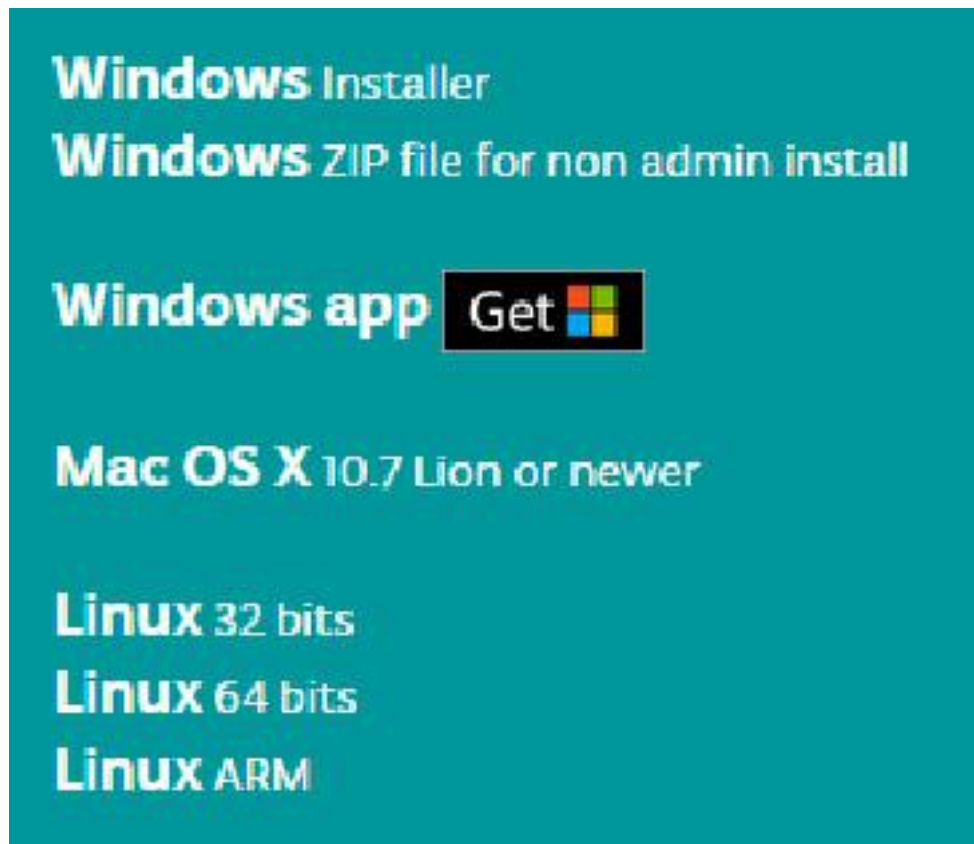 Windows Installer
Windows ZIP file for non admin install
Windows app Get
Mac OS X 10.7 Lion or newer
Linux 32 bits
Linux 64 bits
Linux ARM